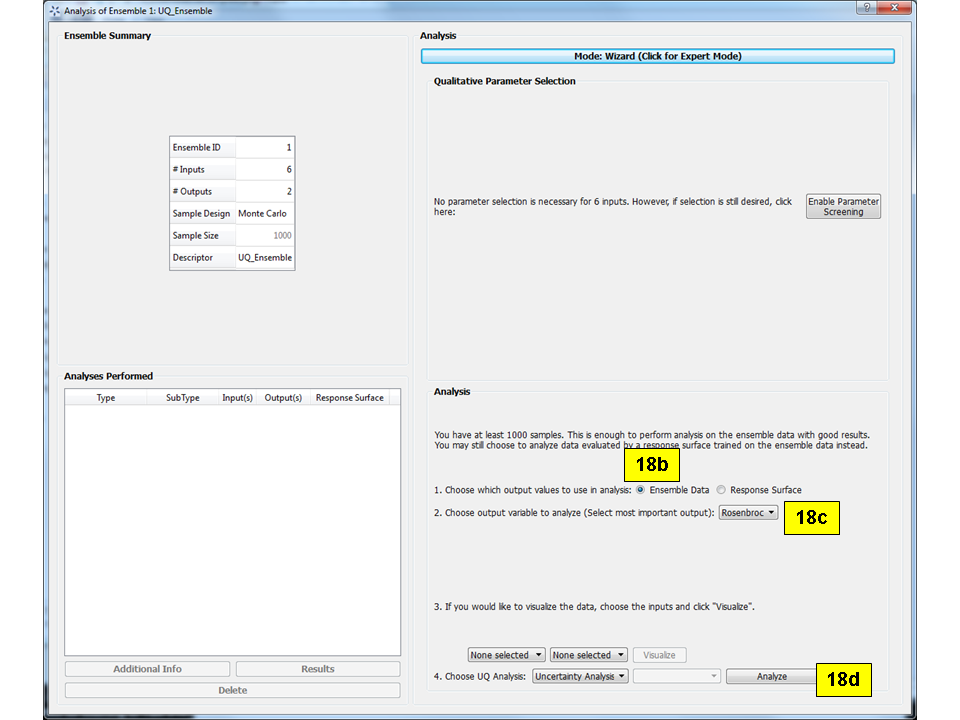 Analysis of Ensemble 1: UQ_Ensemble
Ensemble Summary
Ensemble ID 1
# Inputs 6
# Outputs 2
Sample Design Monte Carlo
Sample Size 1000
Descriptor UQ_Ensemble
Analyses Performed
Type SubType Input(s) Output(s) Response Surface
Additional Info Results
Delete
Analysis
Mode: Wizard (Click for Expert Mode)
Qualitative Parameter Selection
No parameter selection is necessary for 6 inputs. However, if selection is still desired, click
here:
Enable Parameter
Screening
Analysis
You have at least 1000 samples. This is enough to perform analysis on the ensemble data with good results.
You may still choose to analyze data evaluated by a response surface trained on the ensemble data instead.
18b
1. Choose which output values to use in analysis: Ensemble Data Response Surface
2. Choose output variable to analyze (Select most important output): Rosenbroc
18c
3. If you would like to visualize the data, choose the inputs and click "Visualize".
None selected None selected Visualize
4. Choose UQ Analysis: Uncertainty Analysis Analyze
18d